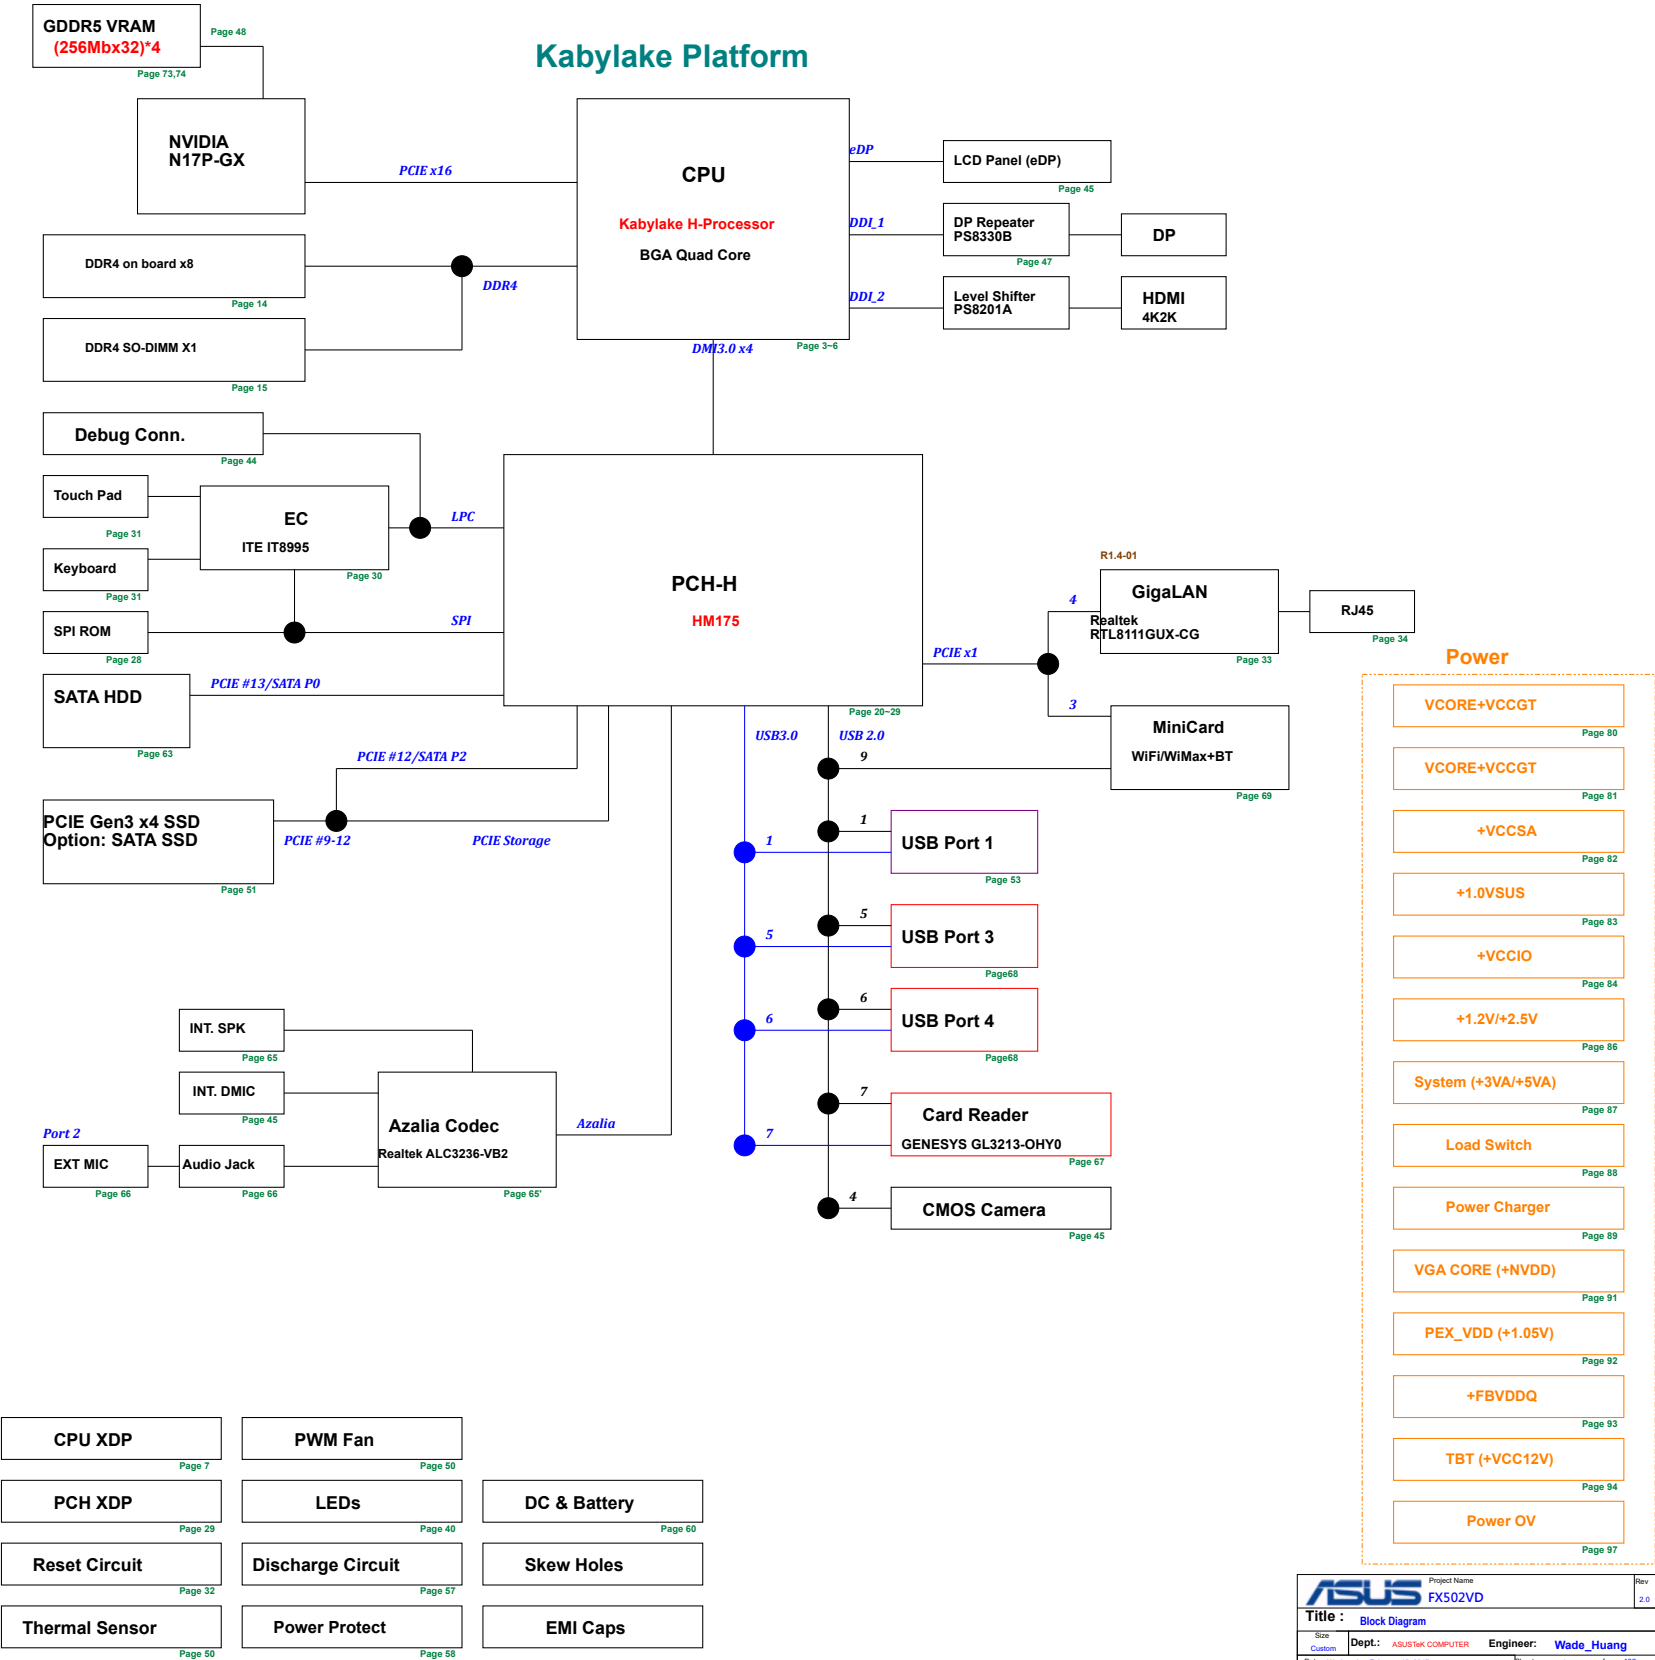 GDDR5 VRAM
(256Mbx32)*4
Page 48
Page 73,74
Kabylake Platform
NVIDIA
N17P-GX
PCIE x16
CPU
Kabylake H-Processor
BGA Quad Core
Page 3~6
eDP
LCD Panel (eDP)
Page 45
DDI_1
DP Repeater
PS8330B
Page 47
DP
DDI_2
Level Shifter
PS8201A
HDMI
4K2K
DDR4 on board x8
Page 14
DDR4
DDR4 SO-DIMM X1
Page 15
DMI3.0 x4
Debug Conn.
Page 44
Touch Pad
Page 31
EC
ITE IT8995
Page 30
LPC
Keyboard
Page 31
SPI ROM
Page 28
SPI
PCH-H
HM175
Page 20~29
SATA HDD
Page 63
PCIE #13/SATA P0
PCIE #12/SATA P2
PCIE Gen3 x4 SSD
Option: SATA SSD
Page 51
PCIE #9-12
PCIE Storage
R1.4-01
GigaLAN
Realtek
RTL8111GUX-CG
Page 33
4
RJ45
Page 34
PCIE x1
3
MiniCard
WiFi/WiMax+BT
Page 69
USB3.0
USB 2.0
9
1
1
USB Port 1
Page 53
5
5
USB Port 3
Page68
6
6
USB Port 4
Page68
7
7
Card Reader
GENESYS GL3213-OHY0
Page 67
4
CMOS Camera
Page 45
INT. SPK
Page 65
INT. DMIC
Page 45
Port 2
EXT MIC
Page 66
Audio Jack
Page 66
Azalia Codec
Realtek ALC3236-VB2
Page 65'
Azalia
Power
VCORE+VCCGT
Page 80
VCORE+VCCGT
Page 81
+VCCSA
Page 82
+1.0VSUS
Page 83
+VCCIO
Page 84
+1.2V/+2.5V
Page 86
System (+3VA/+5VA)
Page 87
Load Switch
Page 88
Power Charger
Page 89
VGA CORE (+NVDD)
Page 91
PEX_VDD (+1.05V)
Page 92
+FBVDDQ
Page 93
TBT (+VCC12V)
Page 94
Power OV
Page 97
CPU XDP
Page 7
PWM Fan
Page 50
PCH XDP
Page 29
LEDs
Page 40
DC & Battery
Page 60
Reset Circuit
Page 32
Discharge Circuit
Page 57
Skew Holes
Thermal Sensor
Page 50
Power Protect
Page 58
EMI Caps
ASUS
Project Name
FX502VD
Rev
2.0
Title :
Block Diagram
Size
Custom
Dept.:
ASUSTeK COMPUTER
Engineer:
Wade_Huang